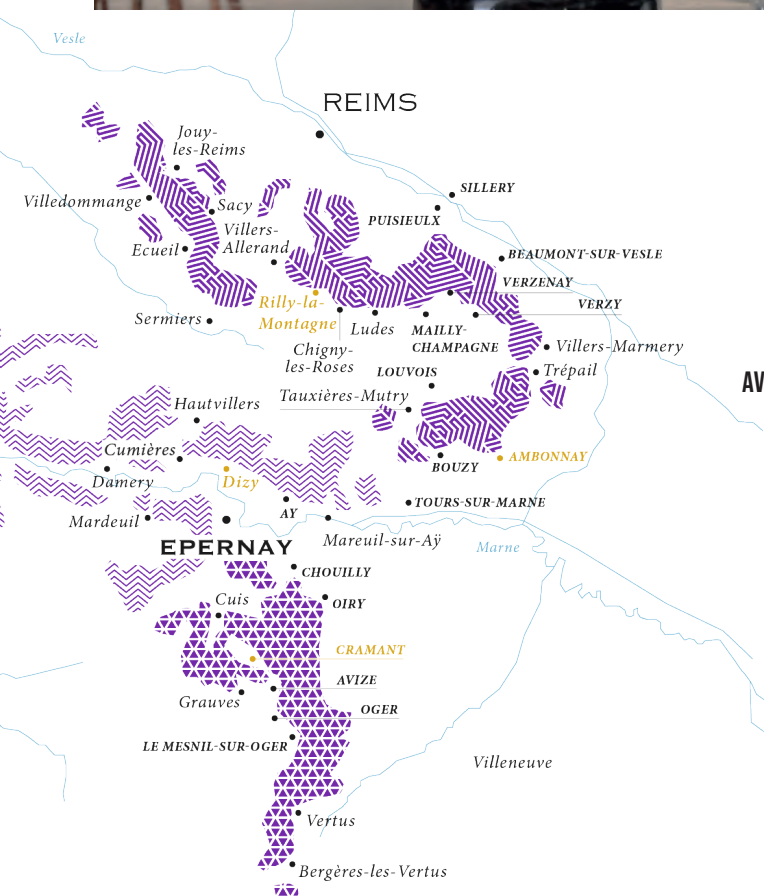 Vesle
REIMS
Jouy-
les-Reims
SILLERY
Villedommange
Sacy
PUISIEULX
Villers-
Allerand
Ecueil
BEAUMONT-SUR-VESLE
VERZENAY
Rilly-la-
Montagne
VERZY
Sermiers
Ludes
MAILLY-
CHAMPAGNE
Chigny-
les-Roses
Villers-Marmery
LOUVOIS
Trépail
AV
Tauxières-Mutry
Hautvillers
Cumières
AMBONNAY
BOUZY
Damery
Dizy
TOURS-SUR-MARNE
AY
Mardeuil
Mareuil-sur-Aÿ
EPERNAY
Marne
CHOUILLY
Cuis
OIRY
CRAMANT
AVIZE
Grauves
OGER
LE MESNIL-SUR-OGER
Villeneuve
Vertus
Bergères-les-Vertus